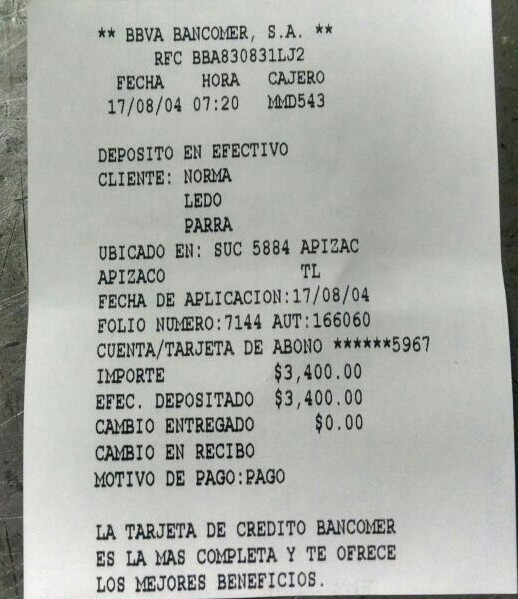 ** BBVA BANCOMER, S.A. **
RFC BBA830831LJ2
FECHA HORA CAJERO
17/08/04 07:20 MMD543
DEPOSITO EN EFECTIVO
CLIENTE: NORMA
LEDO
PARRA
UBICADO EN: SUC 5884 APIZAC
APIZACO TL
FECHA DE APLICACION:17/08/04
FOLIO NUMERO:7144 AUT:166060
CUENTA/TARJETA DE ABONO ******5967
IMPORTE $3,400.00
EFEC. DEPOSITADO $3,400.00
CAMBIO ENTREGADO $0.00
CAMBIO EN RECIBO
MOTIVO DE PAGO:PAGO
LA TARJETA DE CREDITO BANCOMER
ES LA MAS COMPLETA Y TE OFRECE
LOS MEJORES BENEFICIOS.